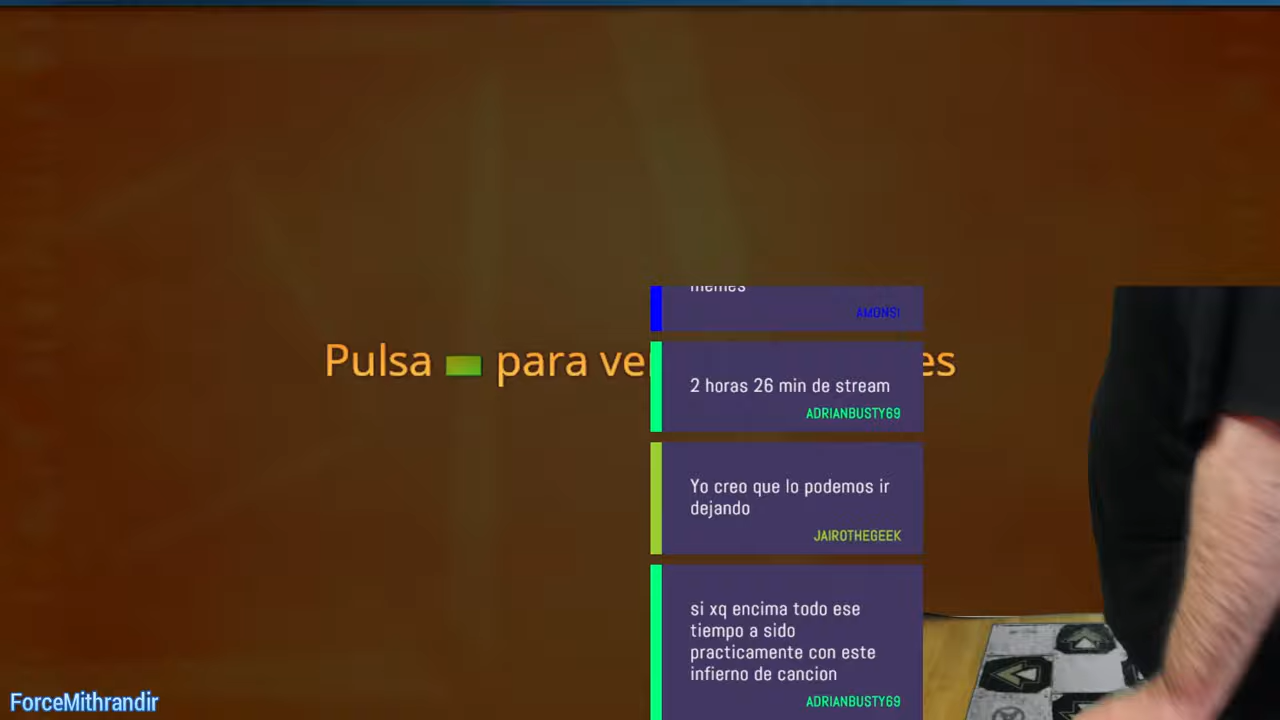 memes
AMONSI
Pulsa para ve
es
2 horas 26 min de stream
ADRIANBUSTY69
Yo creo que lo podemos ir
dejando
JAIROTHEGEEK
si xq encima todo ese
tiempo a sido
practicamente con este
infierno de cancion
ADRIANBUSTY69
ForceMithrandir